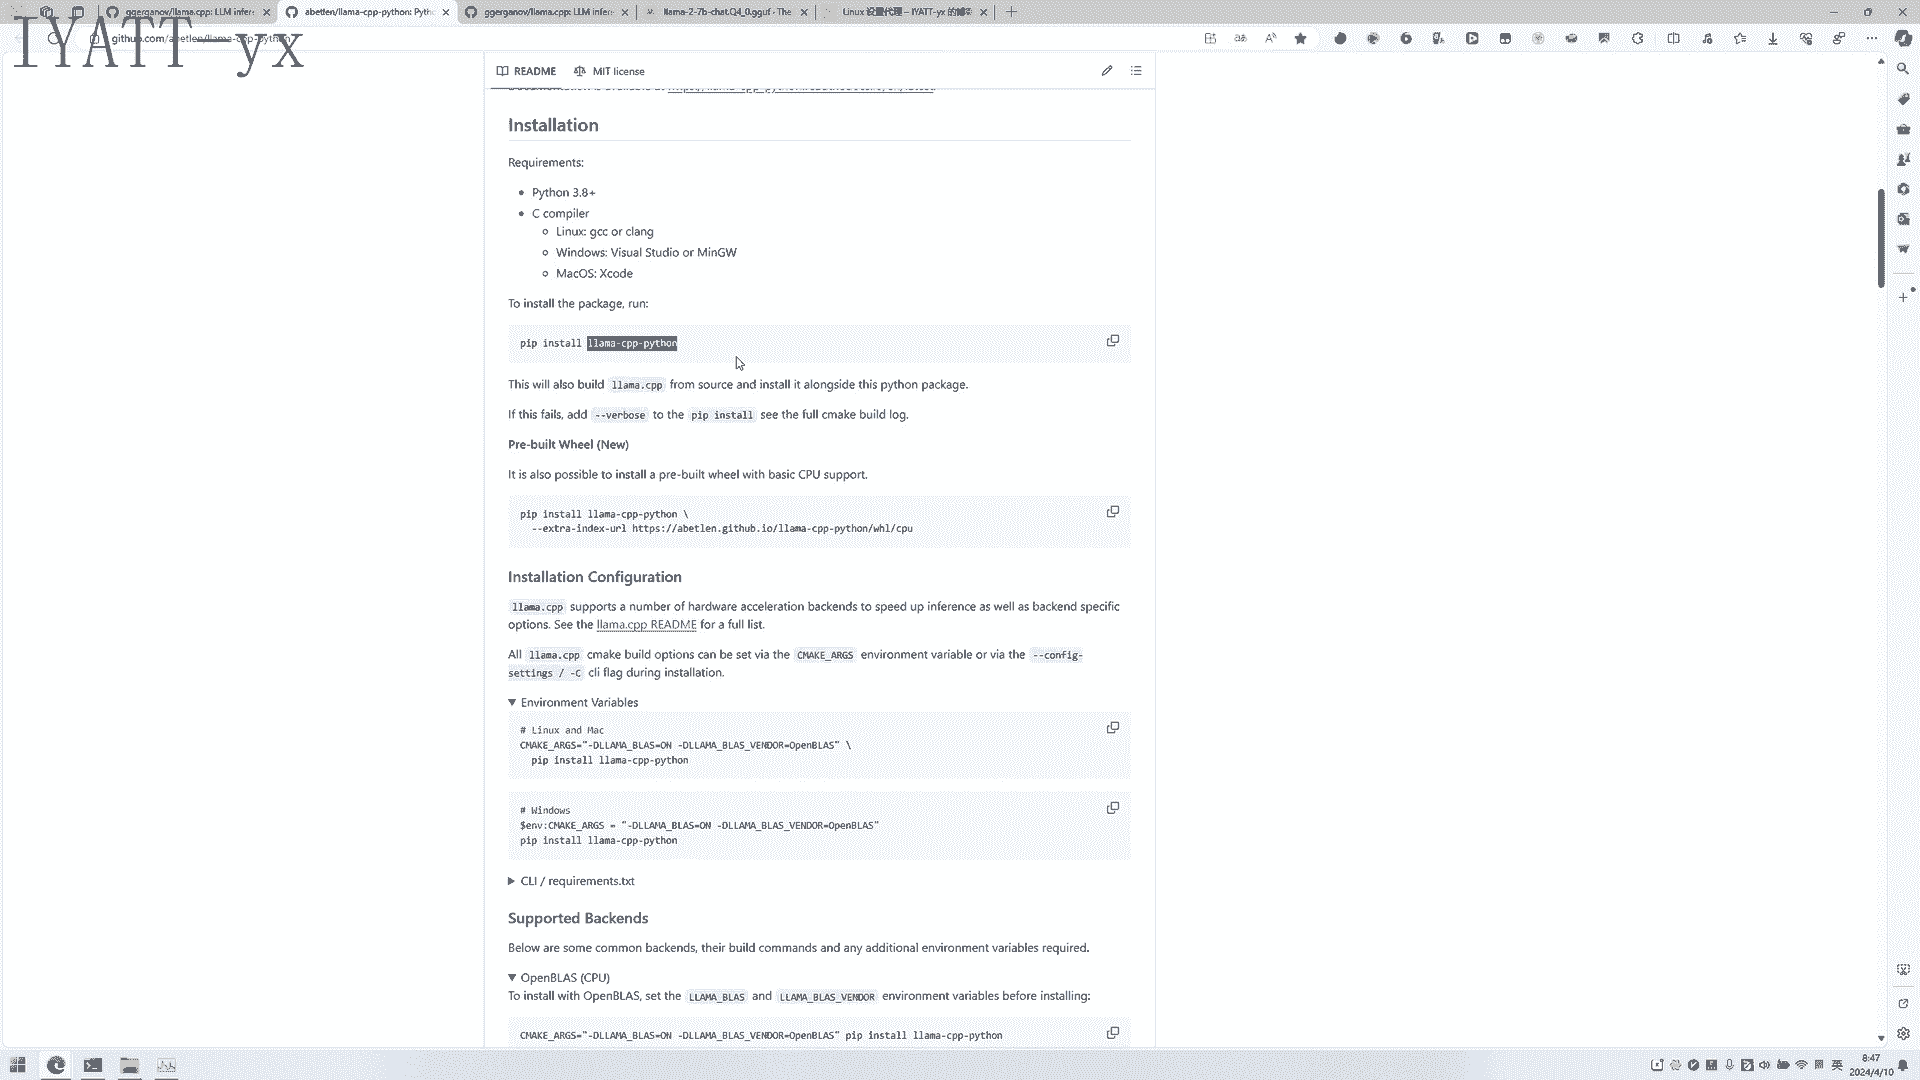 ggerganov/llama.cpp: LLM infere
abetlen/llama-cpp-python: Pyth
ggerganov/llama.cpp: LLM infere
llama-2-7b-chat.Q4_0.gguf · The
Linux 设置代理 – IYATT-yx 的博客
github.com/abetlen/llama-cpp-python
IYATT-yx
README
MIT license
Installation
Requirements:
Python 3.8+
C compiler
Linux: gcc or clang
Windows: Visual Studio or MinGW
MacOS: Xcode
To install the package, run:
pip install llama-cpp-python
This will also build llama.cpp from source and install it alongside this python package.
If this fails, add --verbose to the pip install see the full cmake build log.
Pre-built Wheel (New)
It is also possible to install a pre-built wheel with basic CPU support.
pip install llama-cpp-python \
--extra-index-url https://abetlen.github.io/llama-cpp-python/whl/cpu
Installation Configuration
llama.cpp supports a number of hardware acceleration backends to speed up inference as well as backend specific
options. See the llama.cpp README for a full list.
All llama.cpp cmake build options can be set via the CMAKE_ARGS environment variable or via the --config-
settings / -C cli flag during installation.
Environment Variables
# Linux and Mac
CMAKE_ARGS="-DLLAMA_BLAS=ON -DLLAMA_BLAS_VENDOR=OpenBLAS" \
pip install llama-cpp-python
# Windows
$env:CMAKE_ARGS = "-DLLAMA_BLAS=ON -DLLAMA_BLAS_VENDOR=OpenBLAS"
pip install llama-cpp-python
CLI / requirements.txt
Supported Backends
Below are some common backends, their build commands and any additional environment variables required.
OpenBLAS (CPU)
To install with OpenBLAS, set the LLAMA_BLAS and LLAMA_BLAS_VENDOR environment variables before installing:
CMAKE_ARGS="-DLLAMA_BLAS=ON -DLLAMA_BLAS_VENDOR=OpenBLAS" pip install llama-cpp-python
英
8:47
2024/4/10